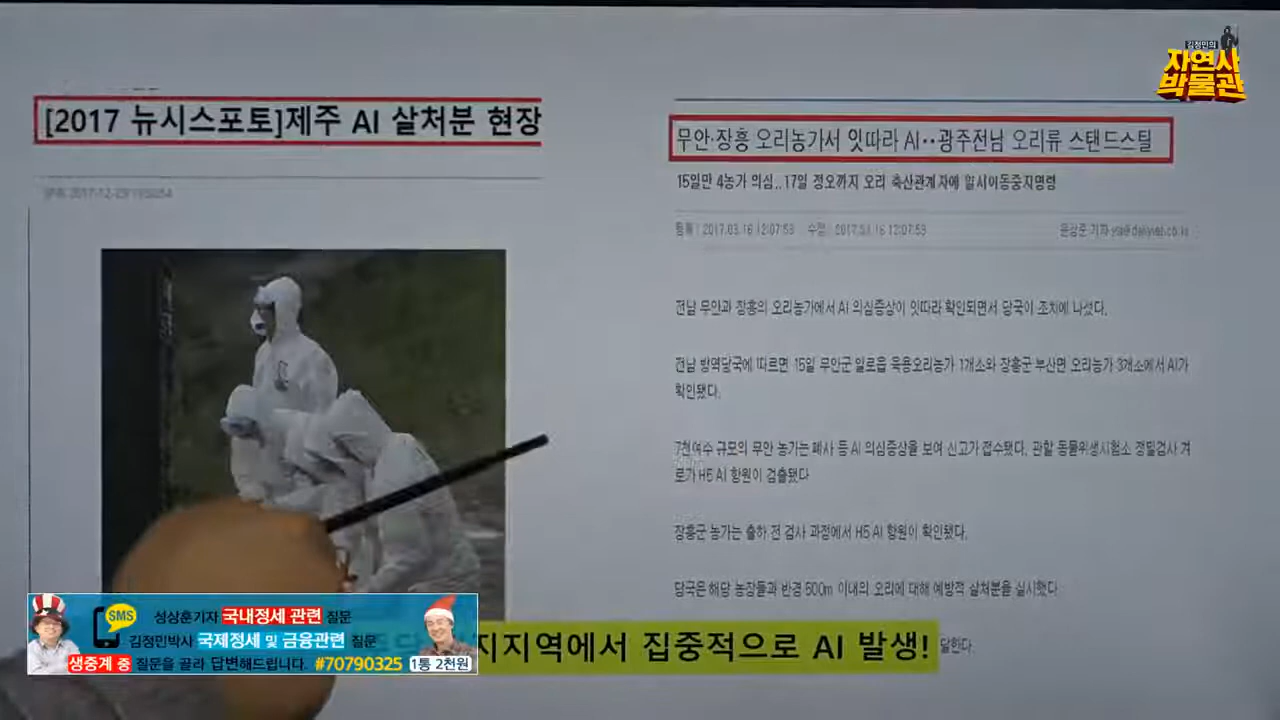 김정민의
자연사
박물관
[2017 뉴시스포토]제주 AI 살처분 현장
무안·장흥 오리농가서 잇따라 AI··광주전남 오리류 스탠드스틸
15일만 4농가 의심..17일 정오까지 오리 축산관계자에 일시이동중지명령
전남 무안과 장흥의 오리농가에서 AI 의심증상이 잇따라 확인되면서 당국이 조치에 나섰다.
전남 방역당국에 따르면 15일 무안군 일로읍 육용오리농가 1개소와 장흥군 부산면 오리농가 3개소에서 AI가
확인됐다.
7천여수 규모의 무안 농가는 폐사 등 AI 의심증상을 보여 신고가 접수됐다. 관할 동물위생시험소 정밀검사 결
과 H5 AI 항원이 검출됐다
장흥군 농가는 출하 전 검사 과정에서 H5 AI 항원이 확인됐다.
당국은 해당 농장들과 반경 500m 이내의 오리에 대해 예방적 살처분을 실시했다.
지지역에서 집중적으로 AI 발생!
달한다.
SMS
성상훈기자 국내정세 관련 질문
김정민박사 국제정세 및 금융관련 질문
생중계 중 질문을 골라 답변해드립니다. #70790325 1통 2천원